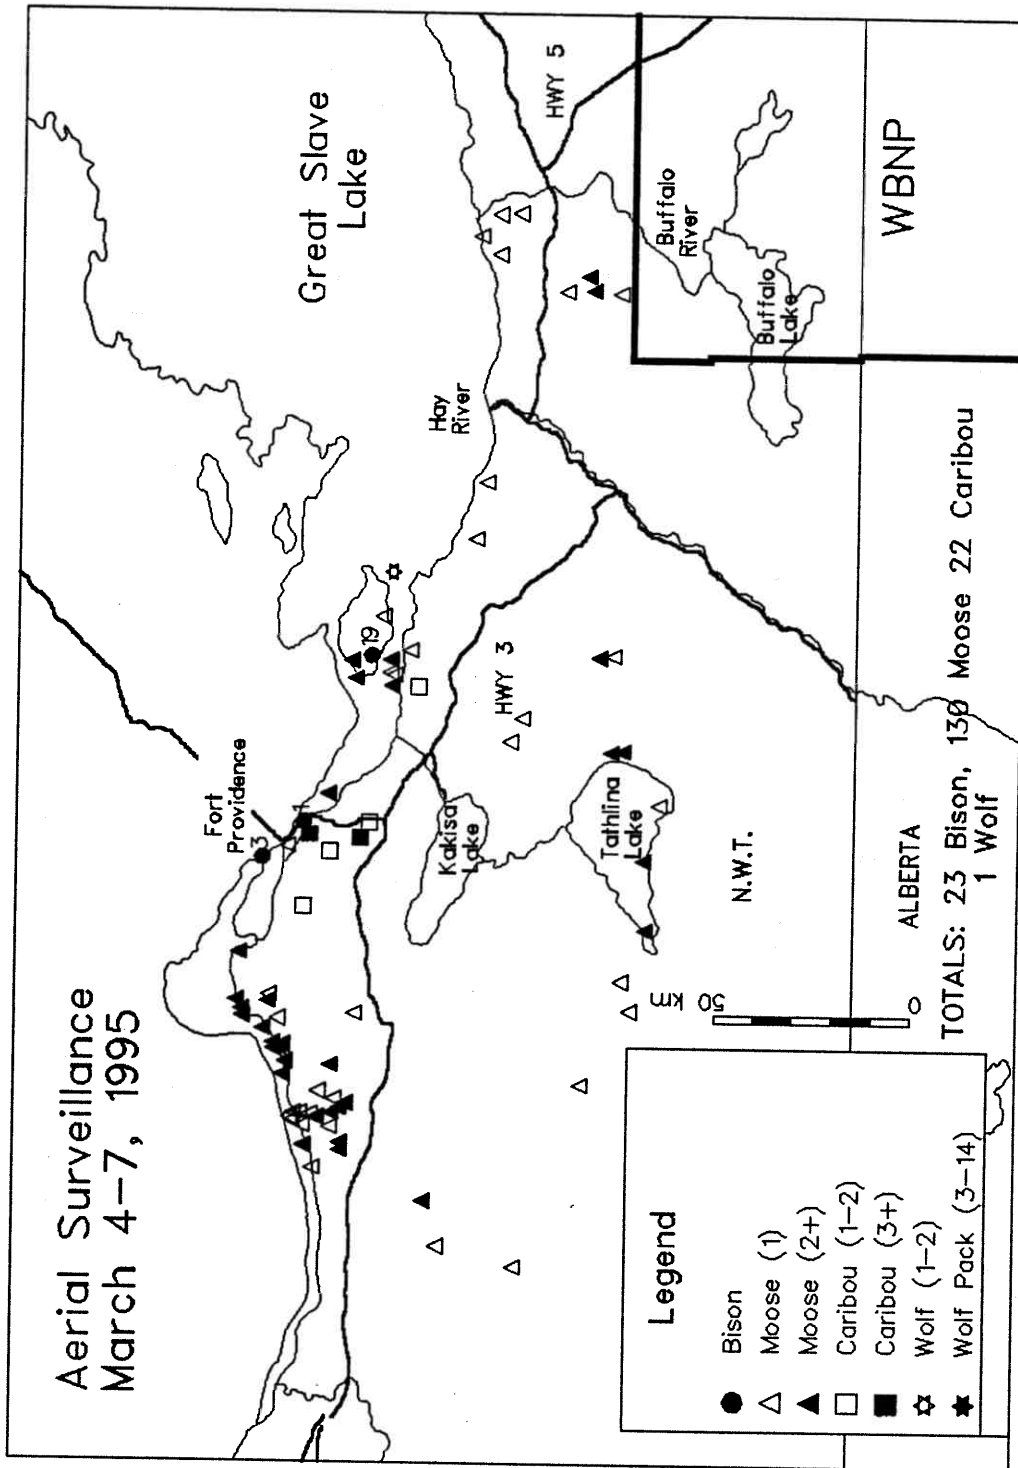 Aerial Surveillance
March 4-7, 1995
Great Slave
Lake
HWY 5
Fort
Providence
3
1
19
Hay
River
HWY 3
Kakisa
Lake
Tathlina
Lake
Buffalo
River
Buffalo
Lake
WBNP
N.W.T.
ALBERTA
50 km
0
TOTALS: 23 Bison, 130 Moose 22 Caribou
1 Wolf
Legend
Bison
Moose (1)
Moose (2+)
Caribou (1-2)
Caribou (3+)
Wolf (1-2)
Wolf Pack (3-14)